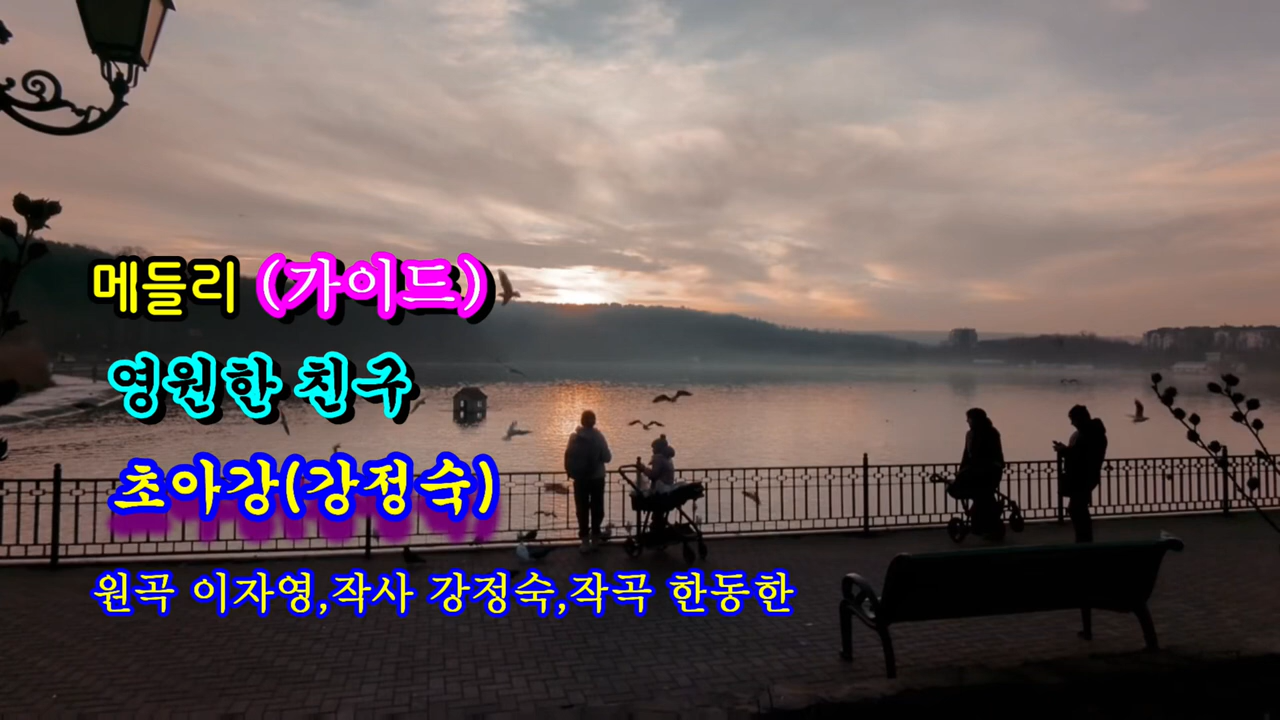 메들리 (가이드)
영원한 친구
초아강(강정숙)
원곡 이자영,작사 강정숙,작곡 한동한